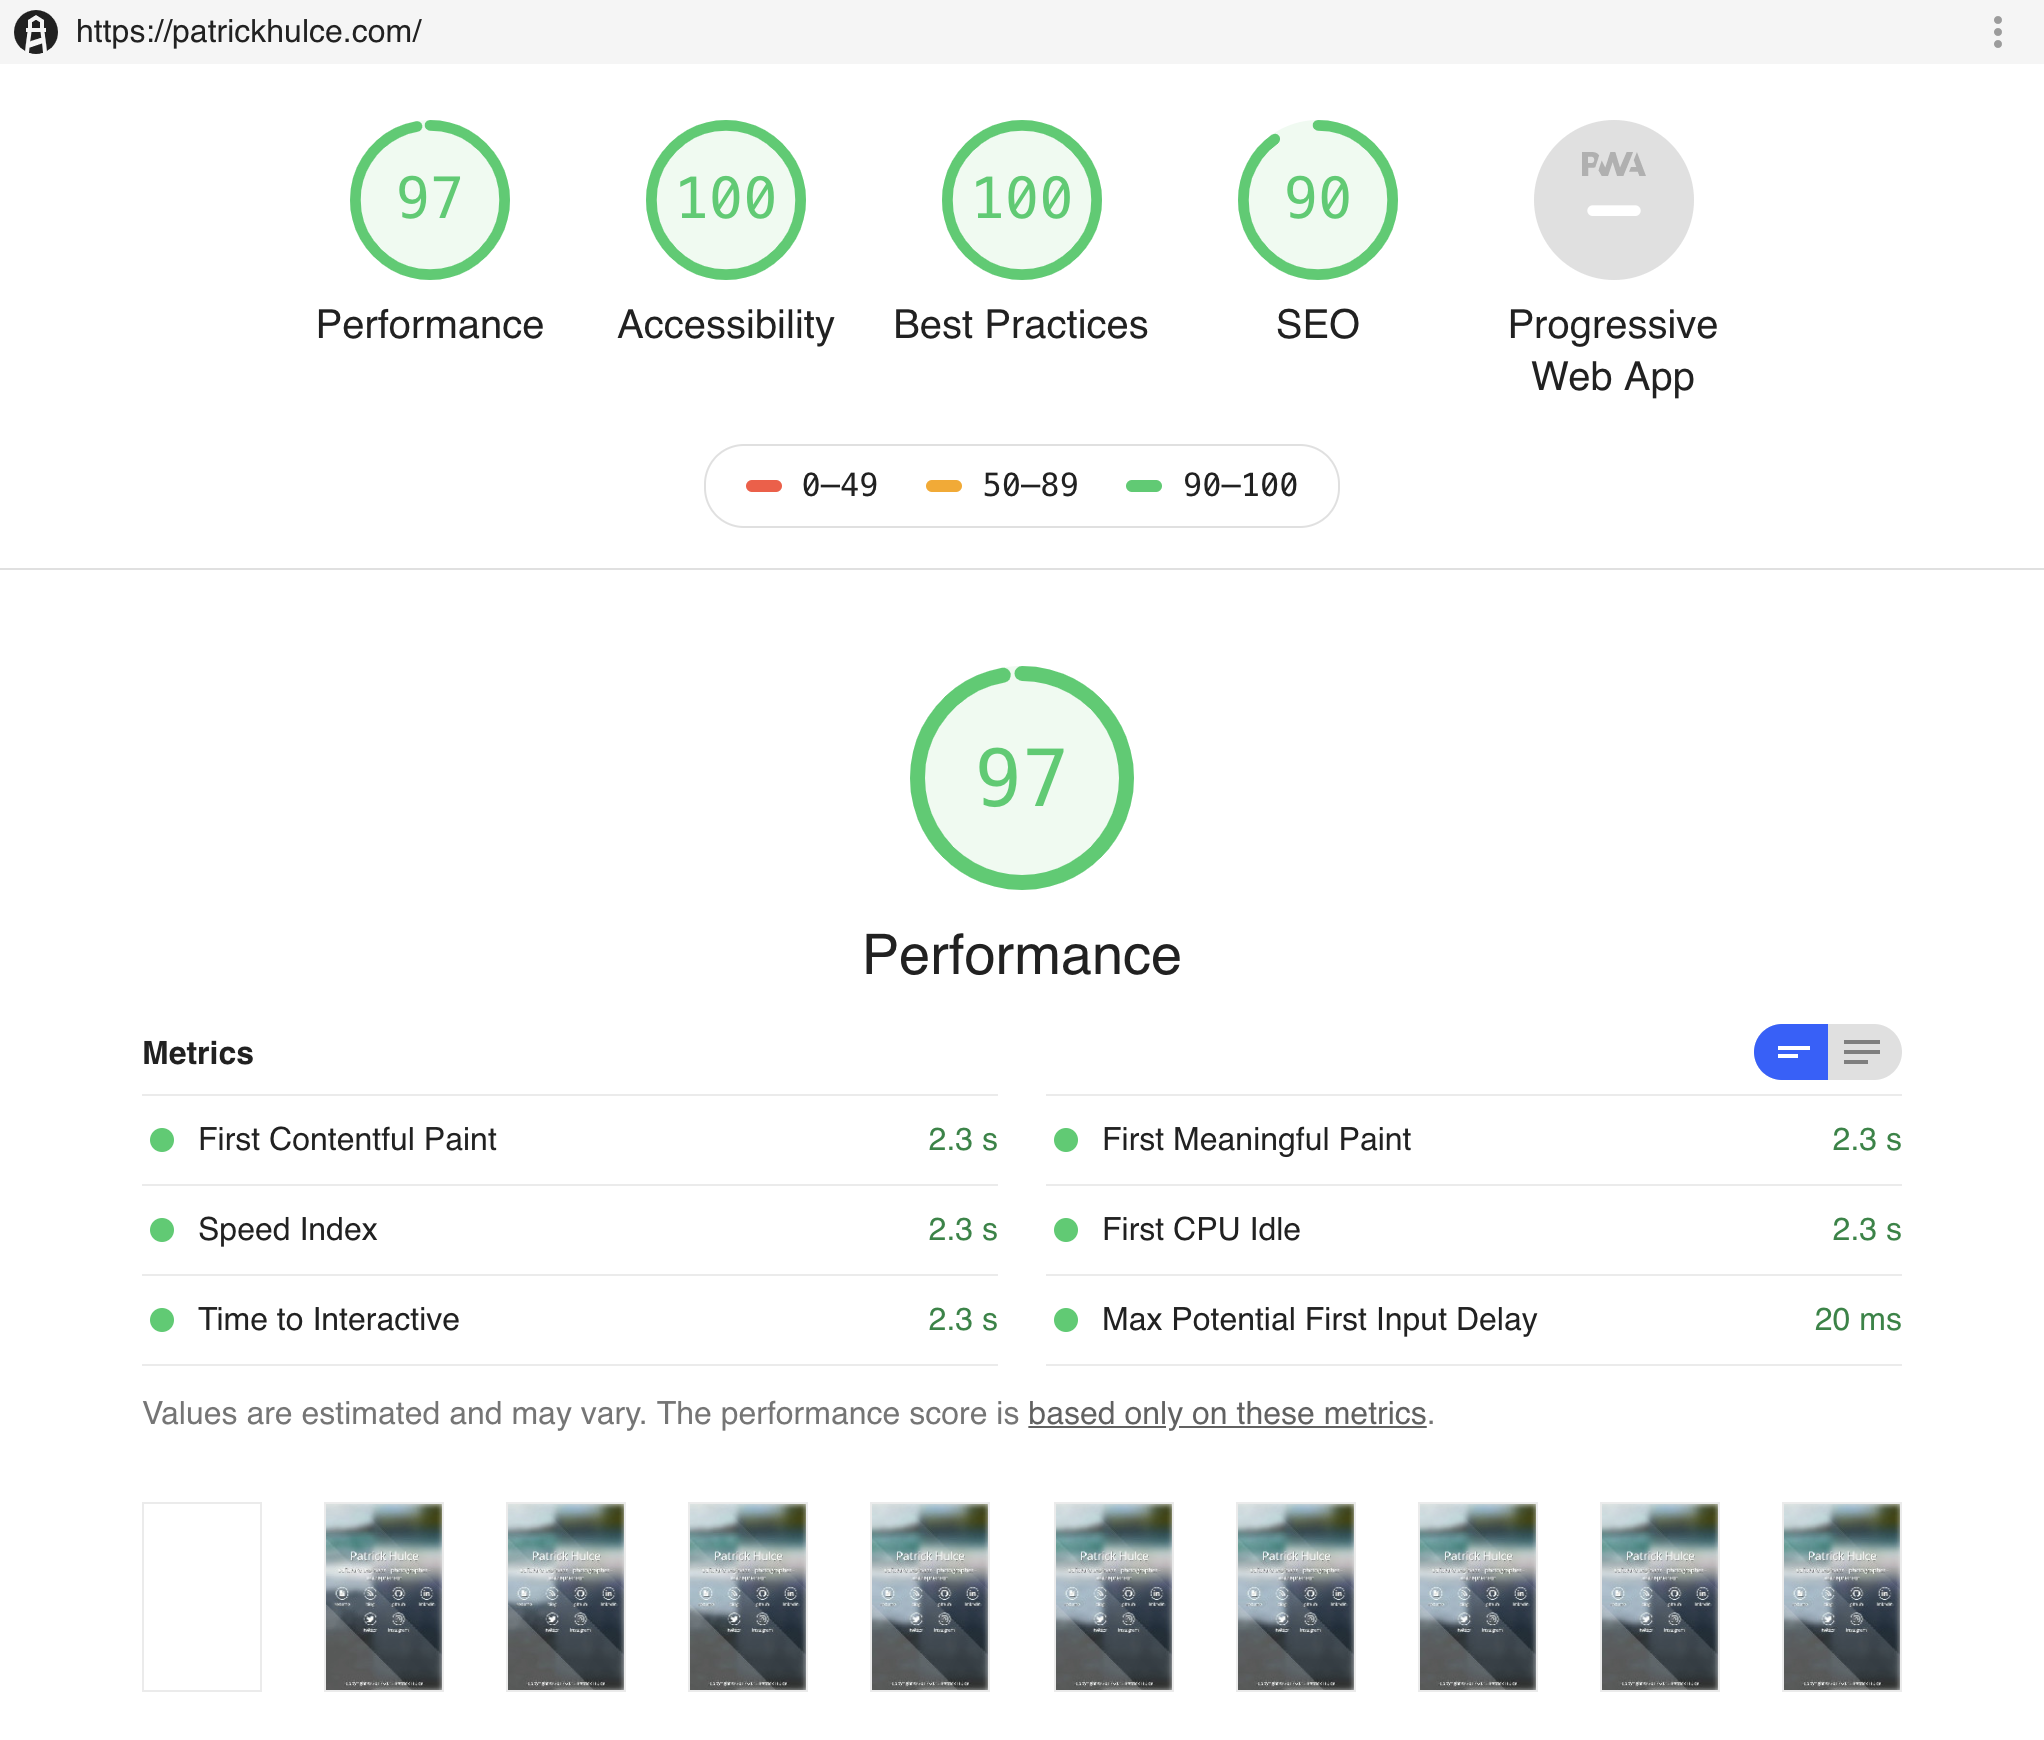 https://patrickhulce.com/
97
100
100
90
PWA
Performance
Accessibility
Best Practices
SEO
Progressive
Web App
0–49
50–89
90–100
97
Performance
Metrics
First Contentful Paint 2.3 s
First Meaningful Paint 2.3 s
Speed Index 2.3 s
First CPU Idle 2.3 s
Time to Interactive 2.3 s
Max Potential First Input Delay 20 ms
Values are estimated and may vary. The performance score is based only on these metrics.
Patrick Hulce
Patrick Hulce
Patrick Hulce
Patrick Hulce
Patrick Hulce
Patrick Hulce
Patrick Hulce
Patrick Hulce
Patrick Hulce